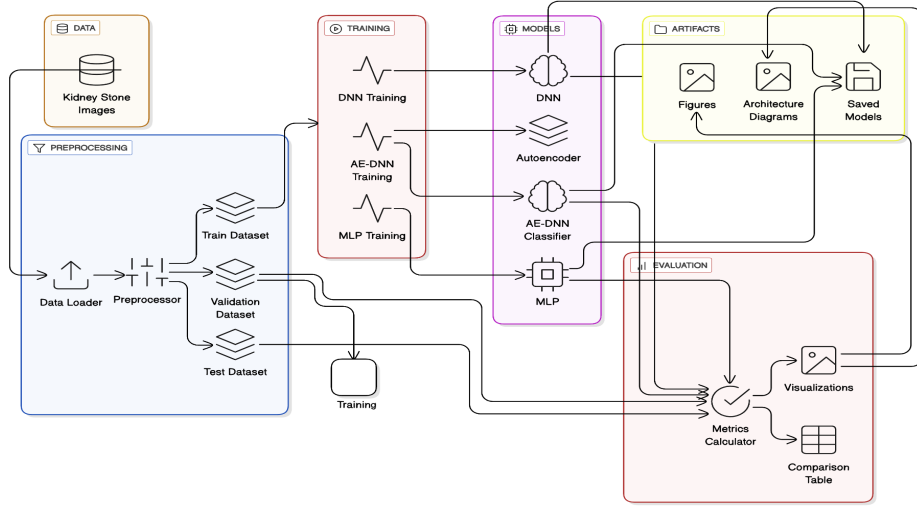 DATA
Kidney Stone
Images
PREPROCESSING
Data Loader
Preprocessor
Train Dataset
Validation
Dataset
Test Dataset
TRAINING
DNN Training
AE-DNN
Training
MLP Training
Training
MODELS
DNN
Autoencoder
AE-DNN
Classifier
MLP
ARTIFACTS
Figures
Architecture
Diagrams
Saved
Models
EVALUATION
Metrics
Calculator
Visualizations
Comparison
Table